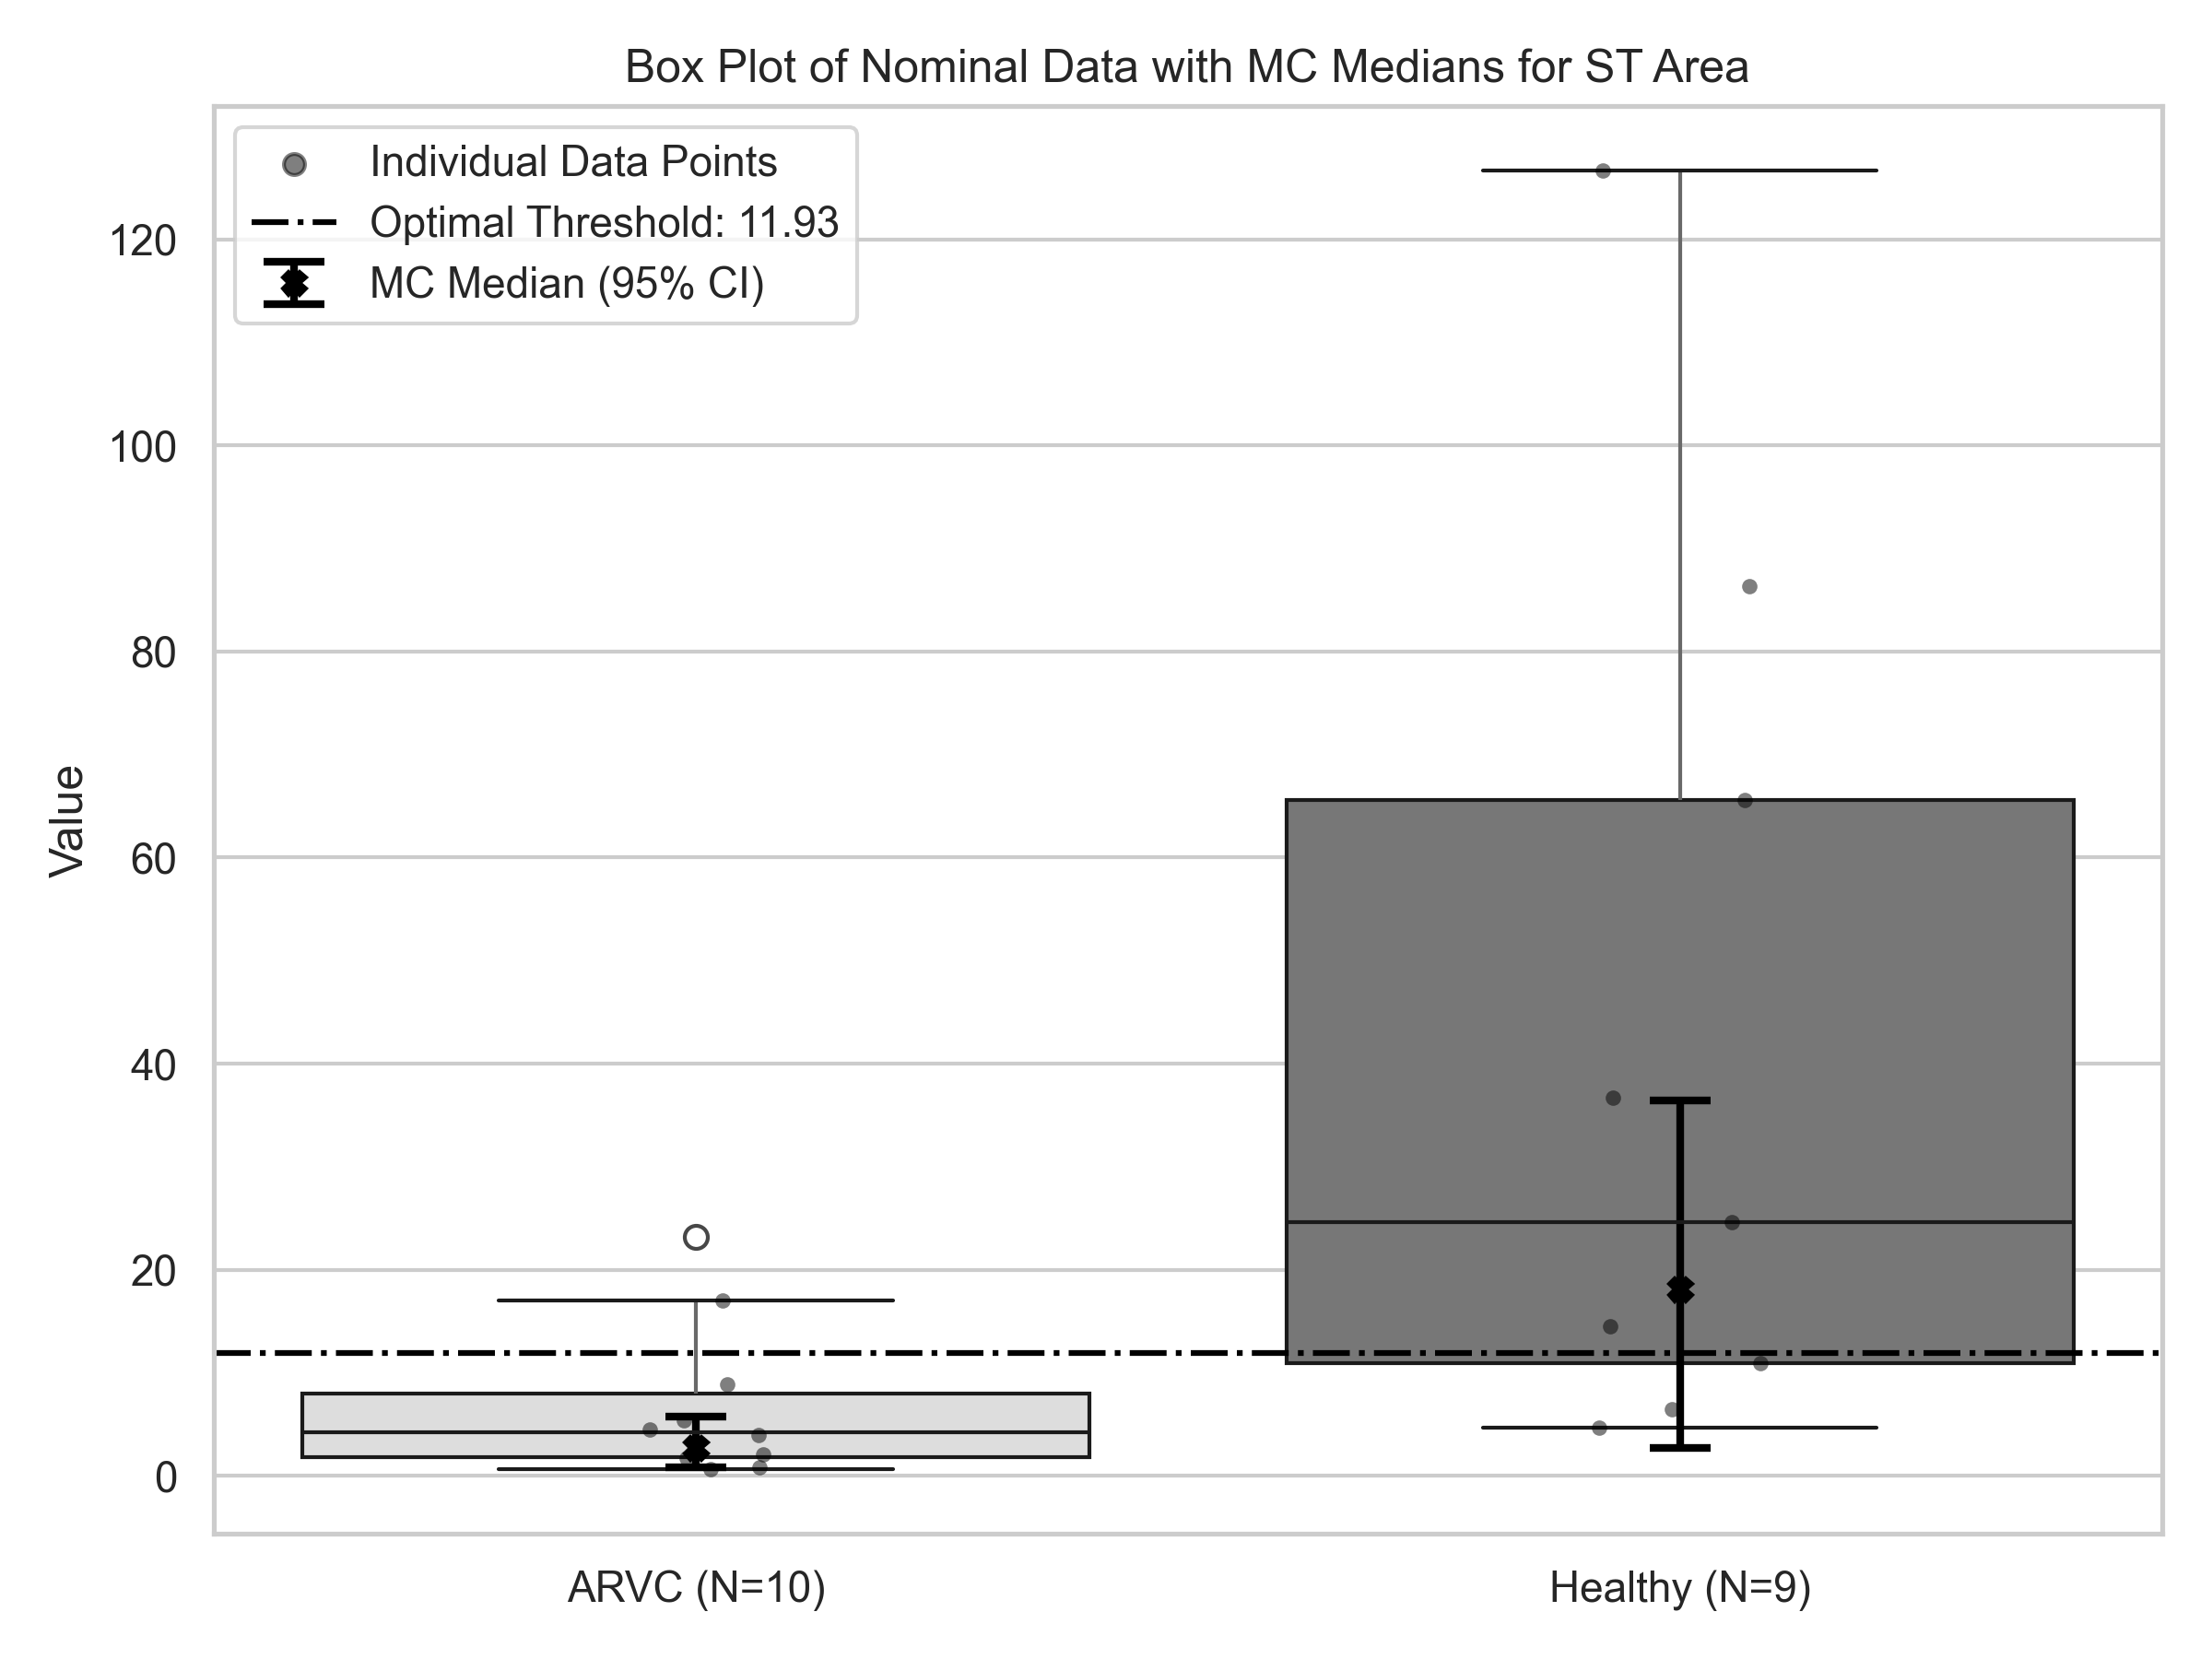 Box Plot of Nominal Data with MC Medians for ST Area
Individual Data Points
Optimal Threshold: 11.93
MC Median (95% CI)
Value
120
100
80
60
40
20
0
ARVC (N=10)
Healthy (N=9)